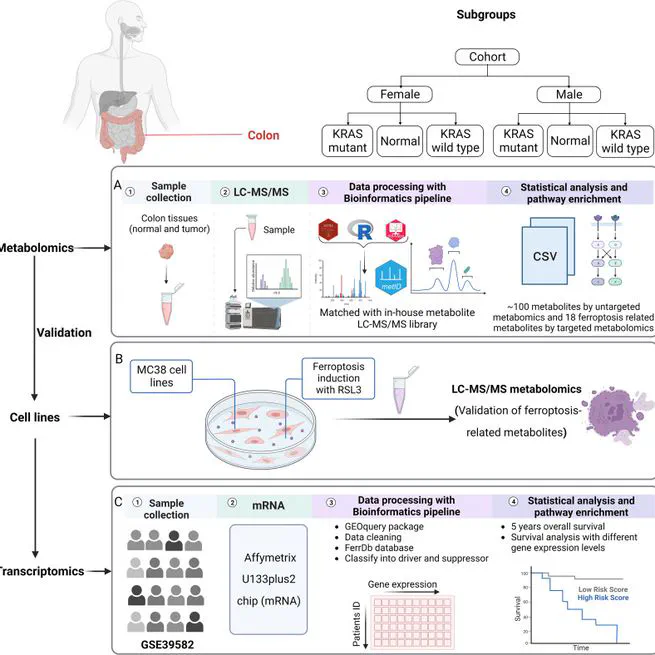 Subgroups
Cohort
Female
Male
KRAS
mutant
Normal
KRAS
wild type
KRAS
mutant
Normal
KRAS
wild type
Colon
Metabolomics
Validation
Cell lines
Transcriptomics
A
1
Sample
collection
2
LC-MS/MS
3
Data processing with
Bioinformatics pipeline
4
Statistical analysis and
pathway enrichment
Colon tissues
(normal and tumor)
Sample
R
metID
Matched with in-house metabolite
LC-MS/MS library
CSV
~100 metabolites by untargeted
metabomics and 18 ferroptosis related
metabolites by targeted metabolomics
B
MC38 cell
lines
Ferroptosis
induction
with RSL3
LC-MS/MS metabolomics
(Validation of ferroptosis-
related metabolites)
C
1
Sample
collection
2
mRNA
3
Data processing with
Bioinformatics pipeline
4
Statistical analysis and
pathway enrichment
GSE39582
Affymetrix
U133plus2
chip (mRNA)
• GEOquery package
• Data cleaning
• FerrDb database
• Classify into driver and suppressor
Gene expression
Patients ID
• 5 years overall survival
• Survival analysis with different
gene expression levels
Survival
100
80
60
40
20
0
Low Risk Score
High Risk Score
Time